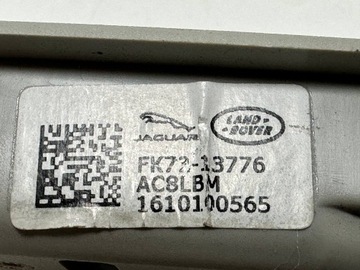 JAGUAR
LAND
ROVER
FK72-13776
AC8LBM
1610100565